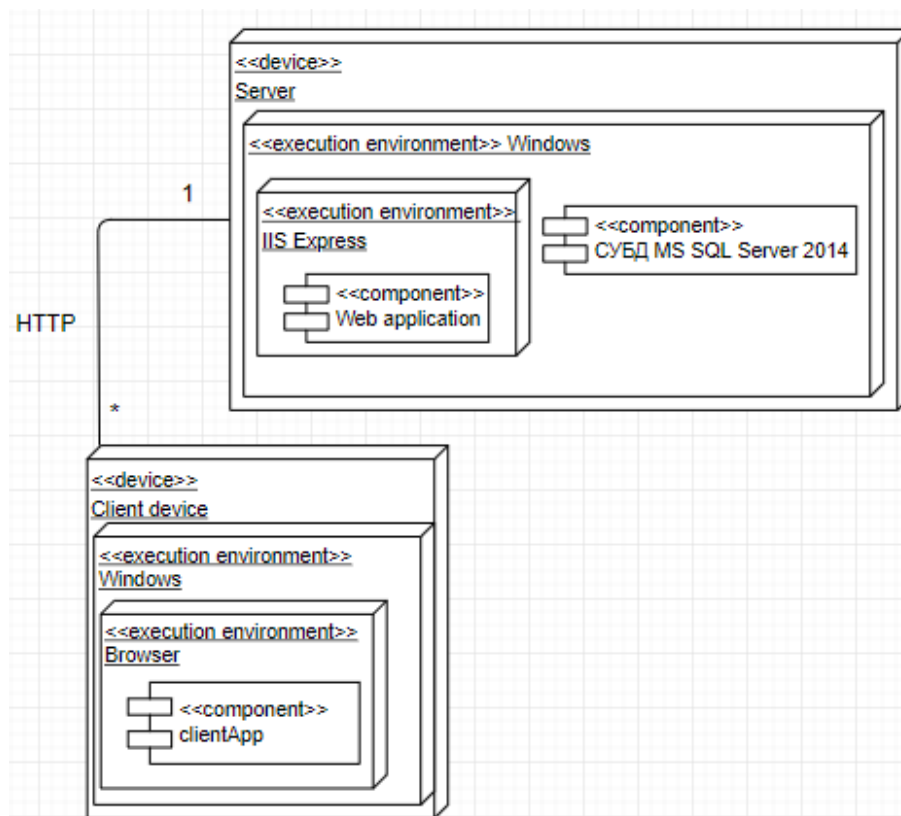 <<device>>
Server
<<execution environment>> Windows
<<execution environment>>
IIS Express
<<component>>
Web application
<<component>>
СУБД MS SQL Server 2014
1
HTTP
*
<<device>>
Client device
<<execution environment>>
Windows
<<execution environment>>
Browser
<<component>>
clientApp